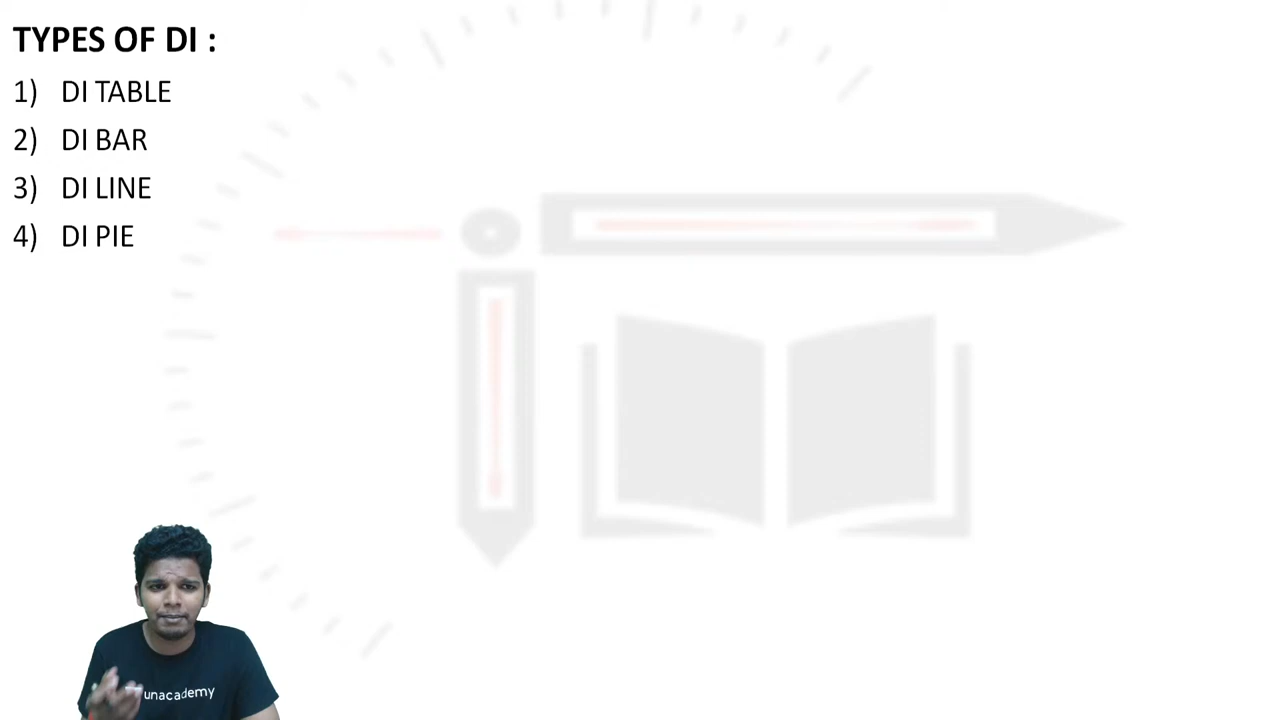 TYPES OF DI :
1) DI TABLE
2) DI BAR
3) DI LINE
4) DI PIE
unacademy